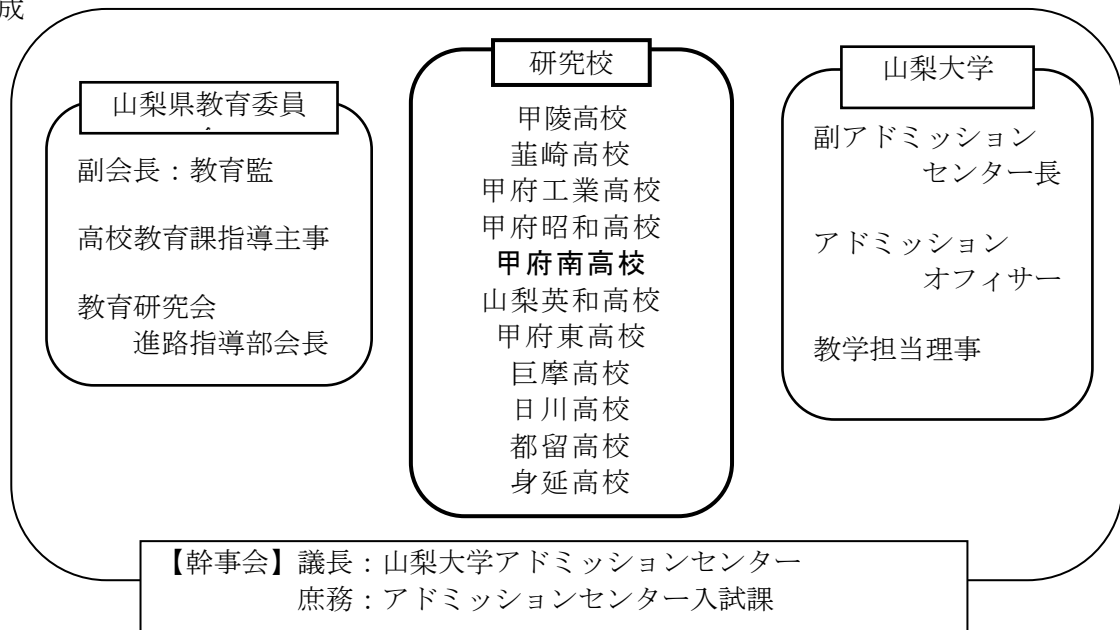 成
山梨県教育委員
副会長：教育監
高校教育課指導主事
教育研究会
進路指導部会長
研究校
甲陵高校
韮崎高校
甲府工業高校
甲府昭和高校
甲府南高校
山梨英和高校
甲府東高校
巨摩高校
日川高校
都留高校
身延高校
山梨大学
副アドミッション
センター長
アドミッション
オフィサー
教学担当理事
【幹事会】議長：山梨大学アドミッションセンター
庶務：アドミッションセンター入試課